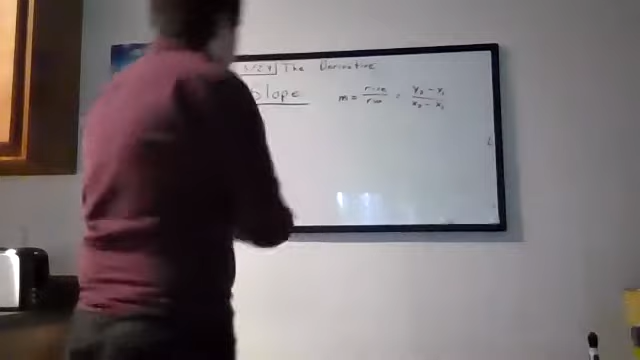 The Derivative
Slope
m = rise/run = y₂ - y₁/x₂ - x₁